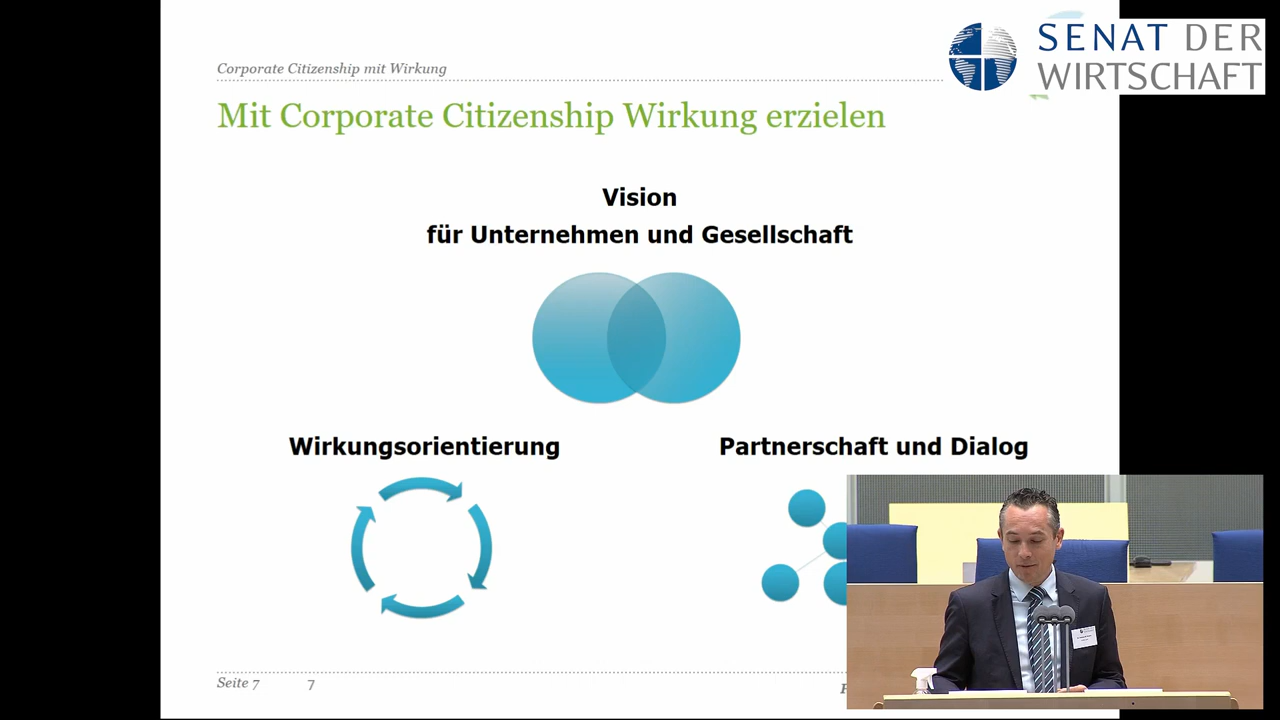 SENAT DER
WIRTSCHAFT
Corporate Citizenship mit Wirkung
Mit Corporate Citizenship Wirkung erzielen
Vision
für Unternehmen und Gesellschaft
Wirkungsorientierung
Partnerschaft und Dialog
Seite 7
7